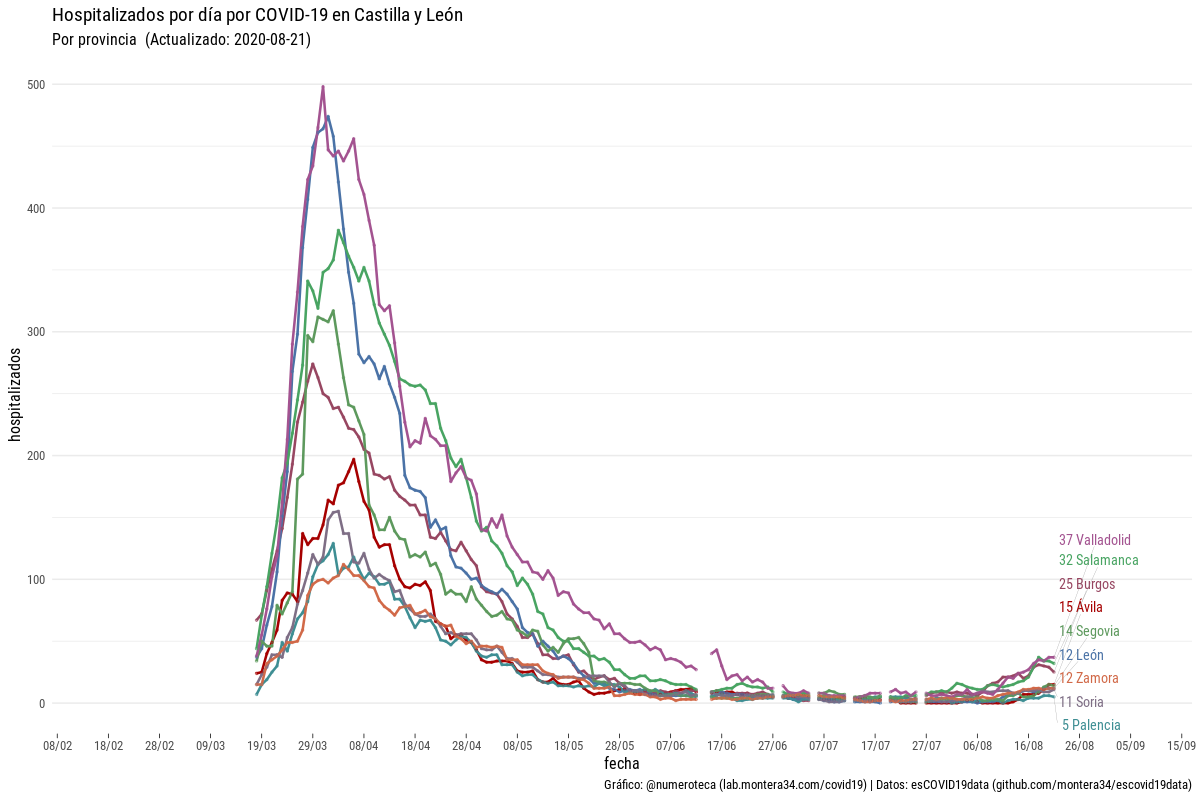 Hospitalizados por día por COVID-19 en Castilla y León
Por provincia (Actualizado: 2020-08-21)
500
400
300
200
100
0
hospitalizados
37 Valladolid
32 Salamanca
25 Burgos
15 Ávila
14 Segovia
12 León
12 Zamora
11 Soria
5 Palencia
08/02 18/02 28/02 09/03 19/03 29/03 08/04 18/04 28/04 08/05 18/05 28/05 07/06 17/06 27/06 07/07 17/07 27/07 06/08 16/08 26/08 05/09 15/09
fecha
Gráfico: @numeroteca (lab.montera34.com/covid19) | Datos: esCOVID19data (github.com/montera34/escovid19data)